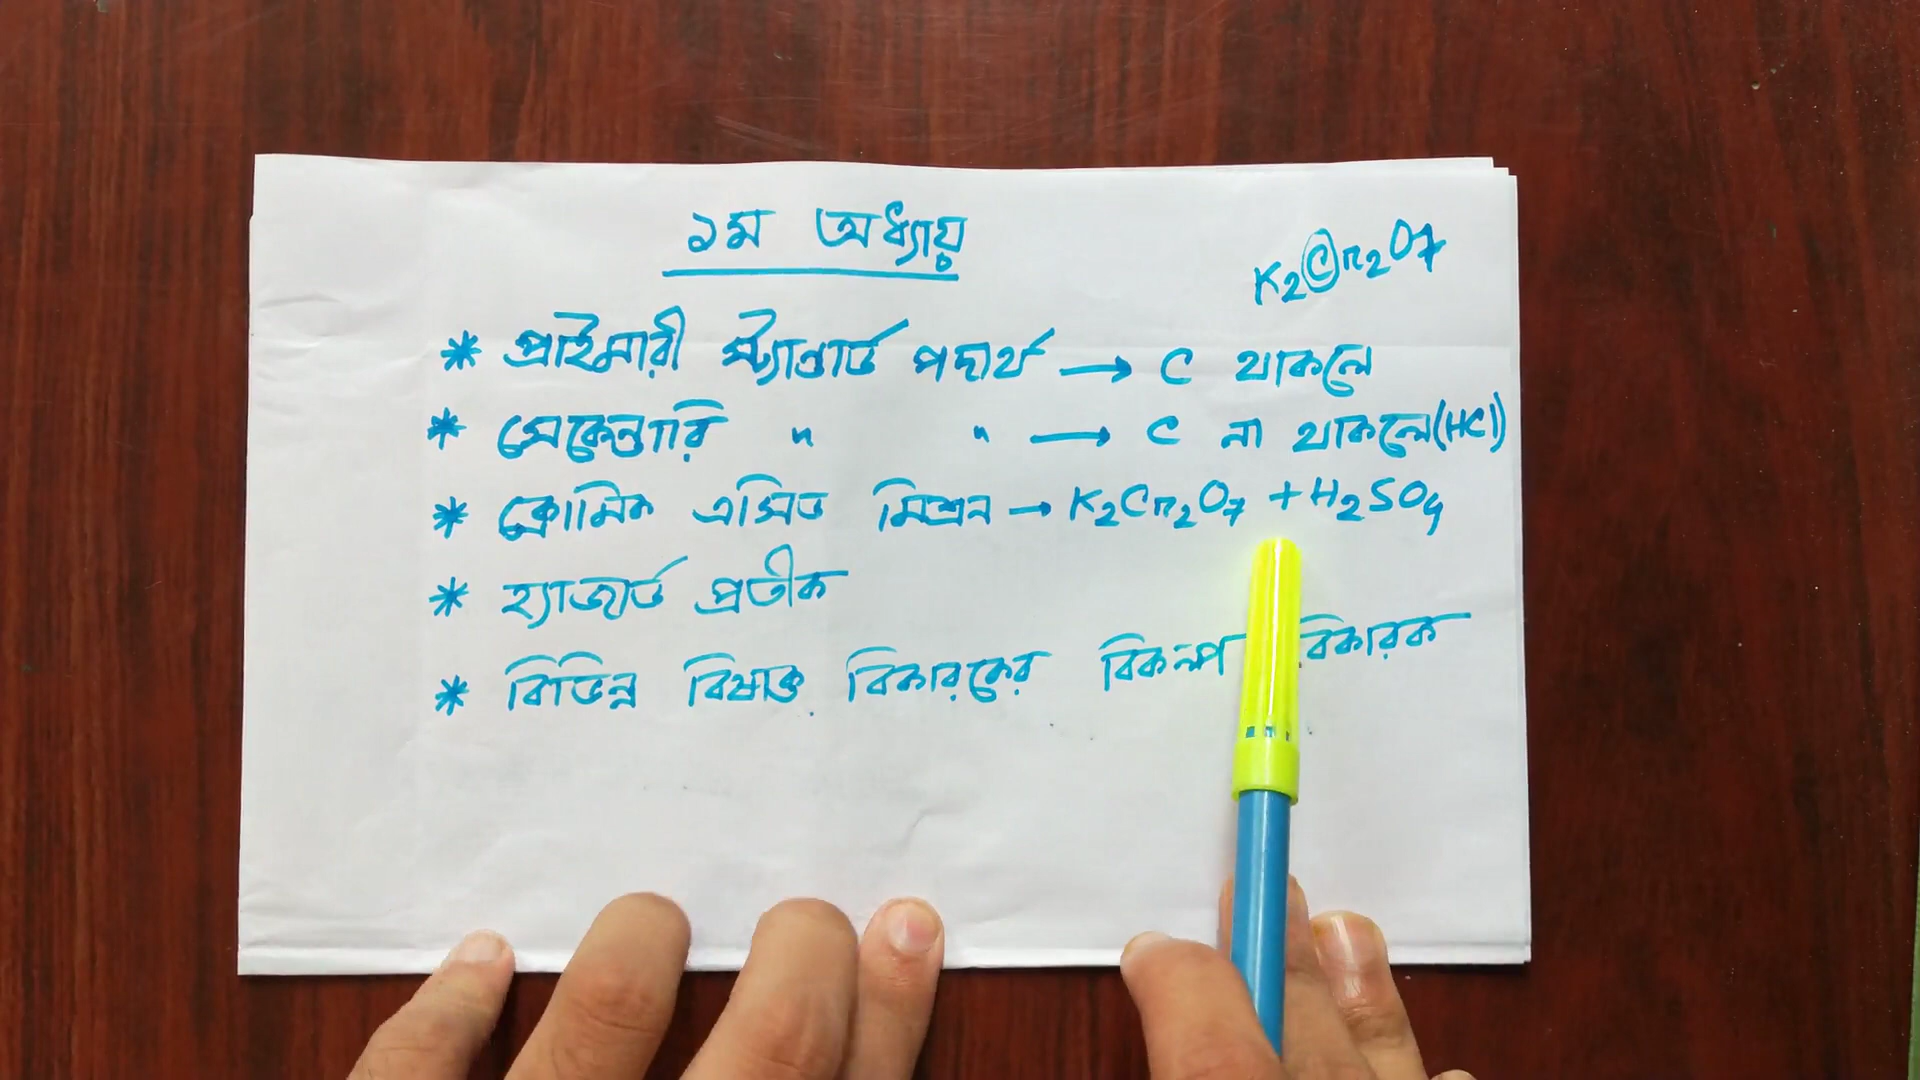 ১ম অধ্যায়
K2Cr2O7
* প্রাইমারী স্ট্যান্ডার্ড পদার্থ → C থাকলে
* সেকেন্ডারি " " → C না থাকলে (HCl)
* ক্রোমিক এসিড মিশ্রন → K2Cr2O7 + H2SO4
* হ্যাজার্ড প্রতীক
* বিভিন্ন বিষাক্ত বিকারকের বিকল্প বিকারক